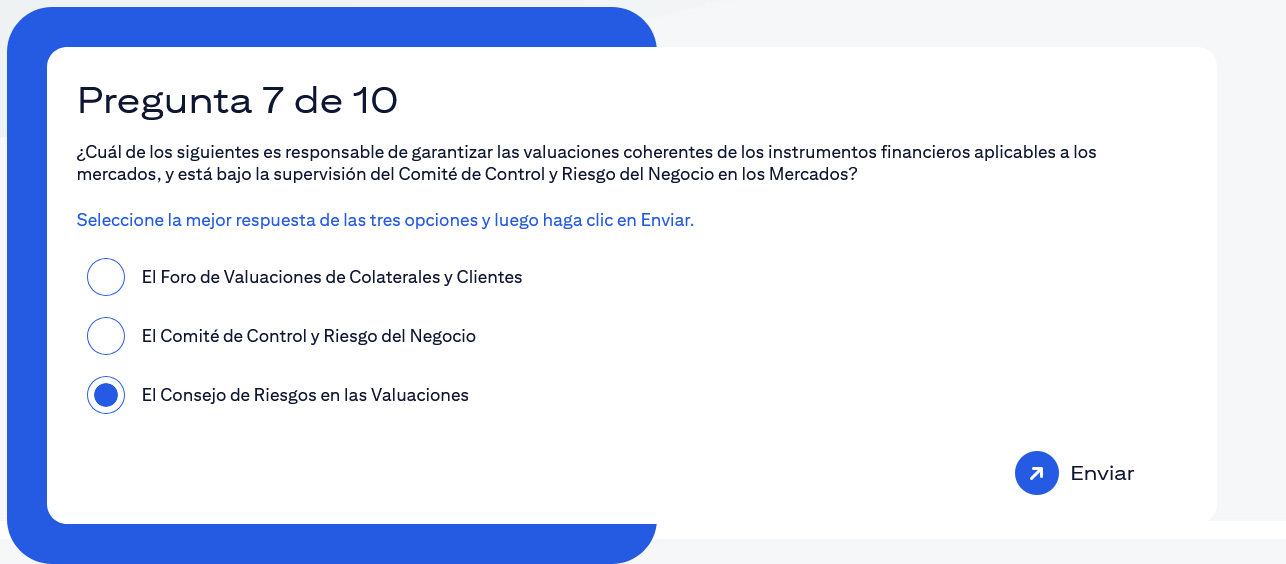 Pregunta 7 de 10
¿Cuál de los siguientes es responsable de garantizar las valuaciones coherentes de los instrumentos financieros aplicables a los
mercados, y está bajo la supervisión del Comité de Control y Riesgo del Negocio en los Mercados?
Seleccione la mejor respuesta de las tres opciones y luego haga clic en Enviar.
El Foro de Valuaciones de Colaterales y Clientes
El Comité de Control y Riesgo del Negocio
El Consejo de Riesgos en las Valuaciones
Enviar